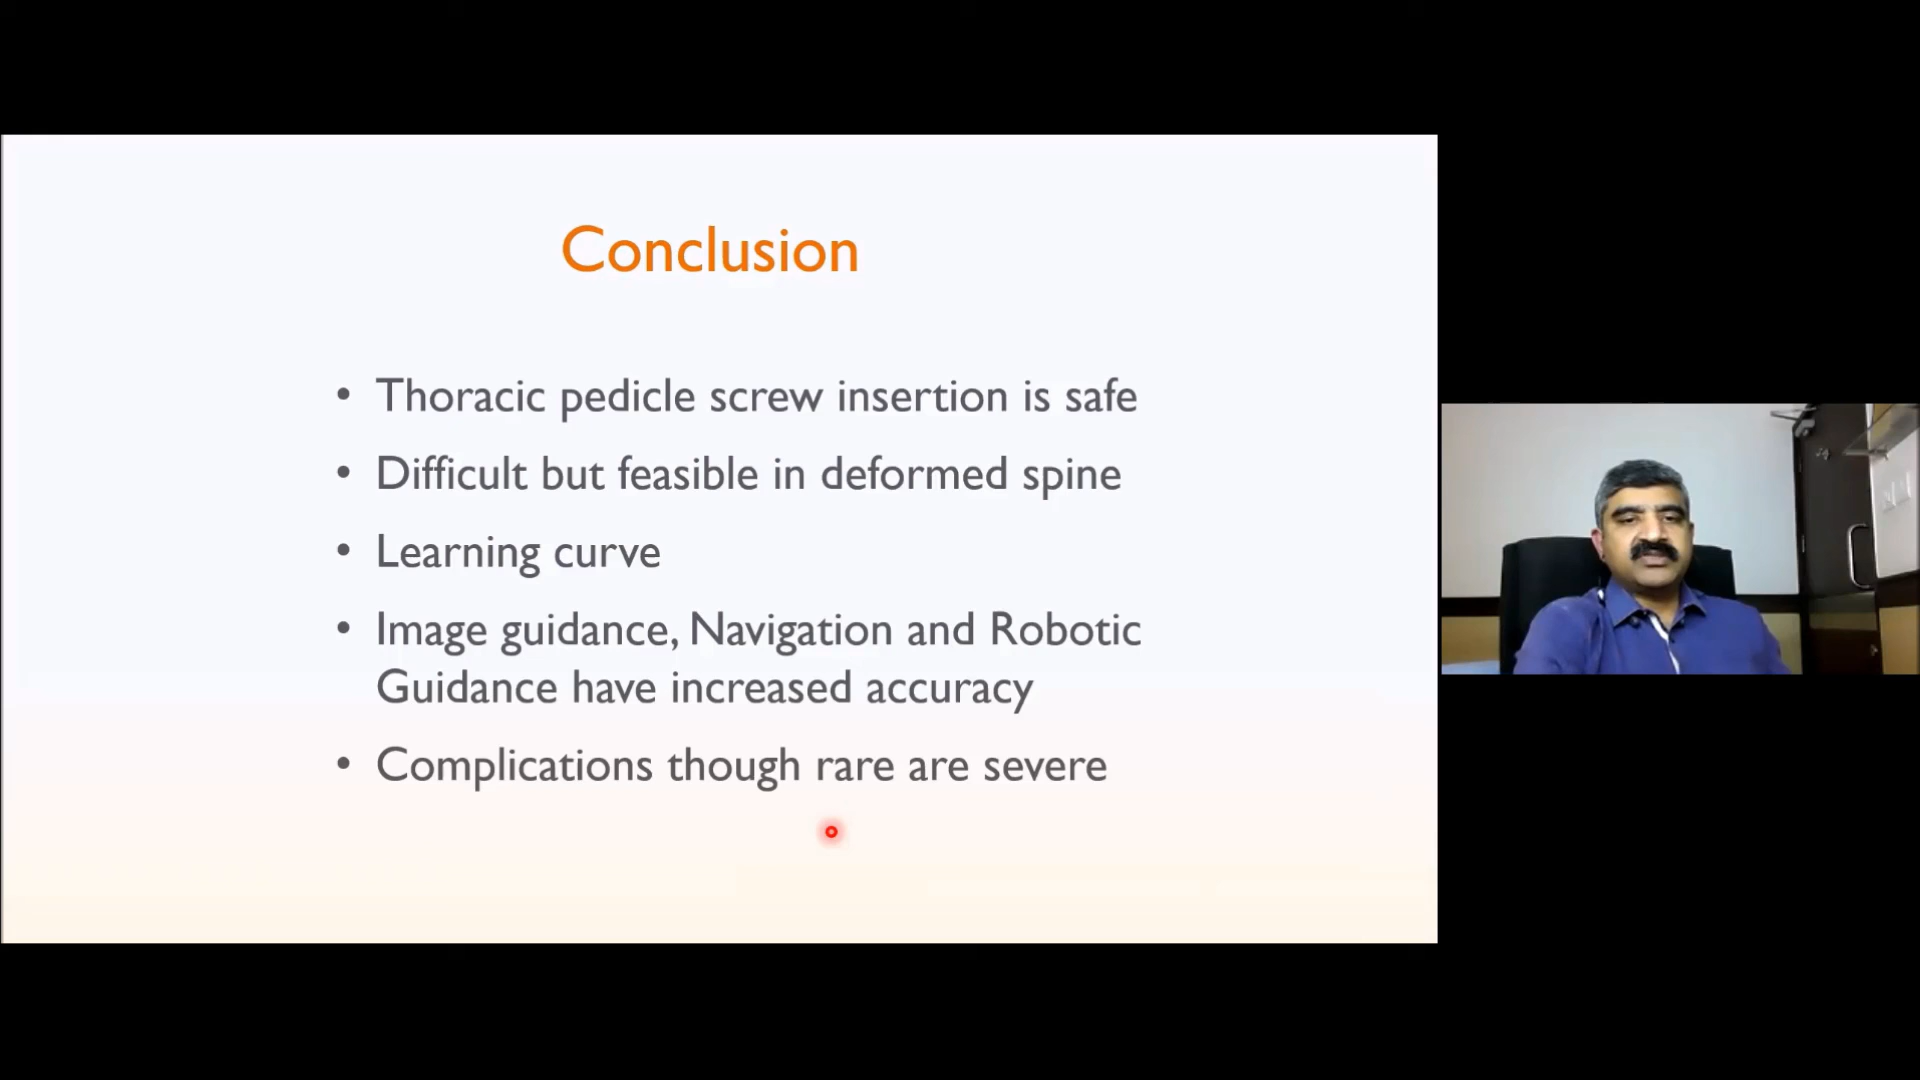 Conclusion
• Thoracic pedicle screw insertion is safe
• Difficult but feasible in deformed spine
• Learning curve
• Image guidance, Navigation and Robotic
Guidance have increased accuracy
• Complications though rare are severe